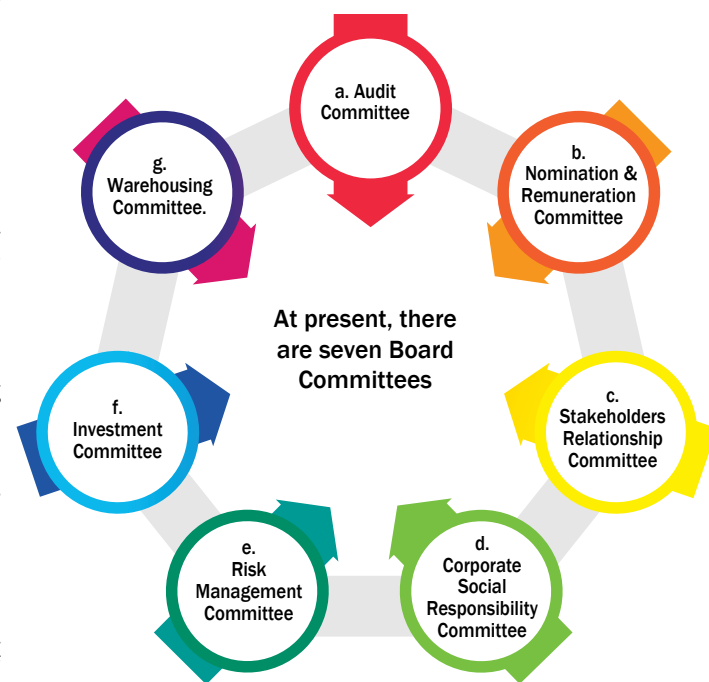 a. Audit
Committee
b.
Nomination &
Remuneration
Committee
c.
Stakeholders
Relationship
Committee
d.
Corporate
Social
Responsibility
Committee
e.
Risk
Management
Committee
f.
Investment
Committee
g.
Warehousing
Committee.
At present, there
are seven Board
Committees